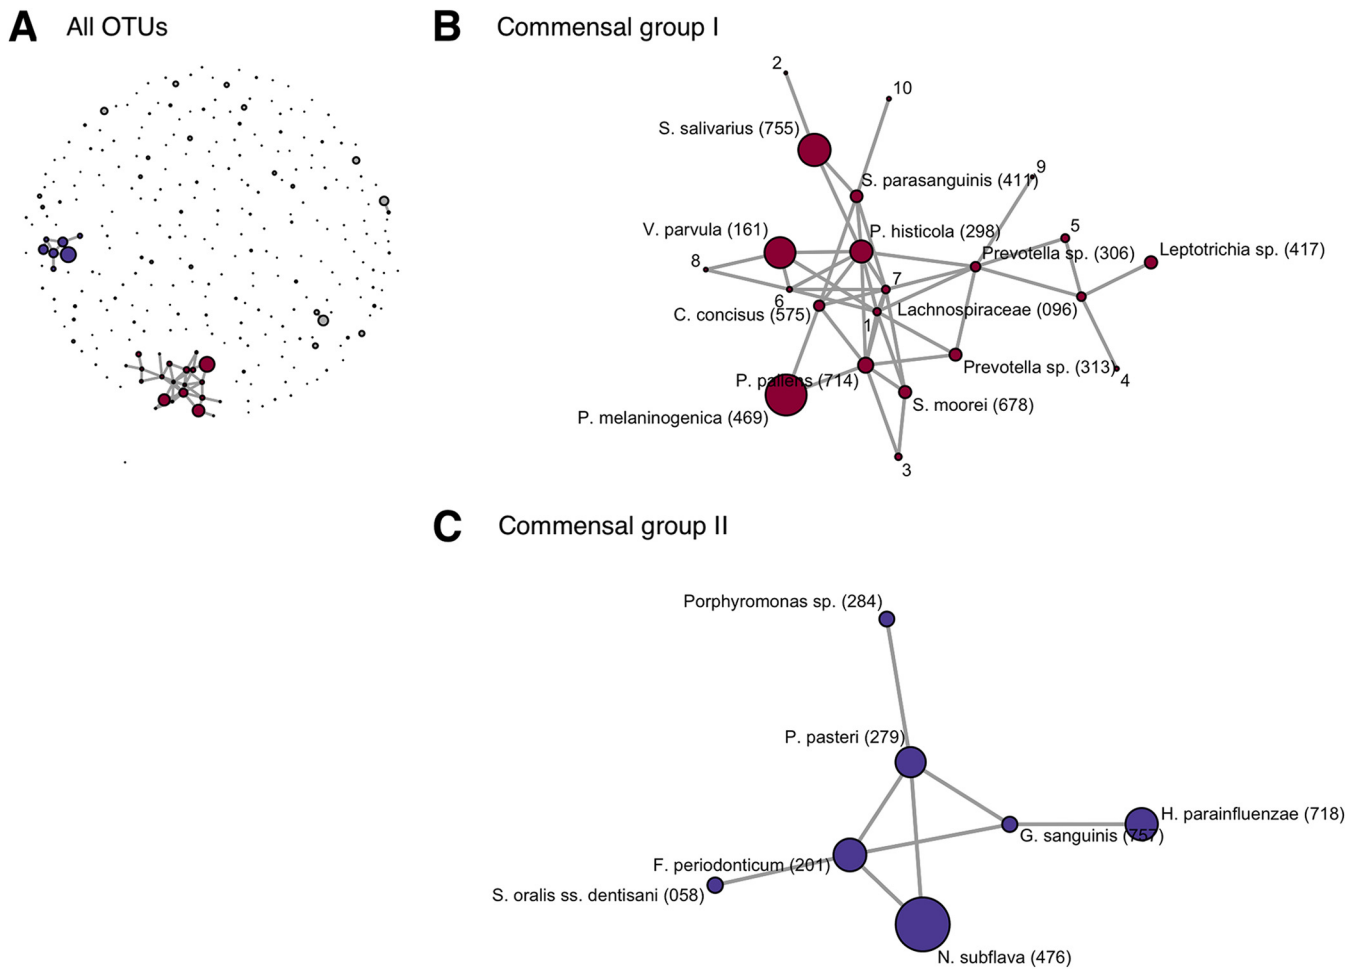 A All OTUs
B Commensal group I
2
10
S. salivarius (755)
9
S. parasanguinis (411)
5
V. parvula (161)
P. histicola (298)
Prevotella sp. (306)
Leptotrichia sp. (417)
8
7
6
C. concisus (575)
1
Lachnospiraceae (096)
Prevotella sp. (313)
4
P. pallens (714)
S. moorei (678)
P. melaninogenica (469)
3
C Commensal group II
Porphyromonas sp. (284)
P. pasteri (279)
H. parainfluenzae (718)
G. sanguinis (757)
F. periodonticum (201)
S. oralis ss. dentisani (058)
N. subflava (476)